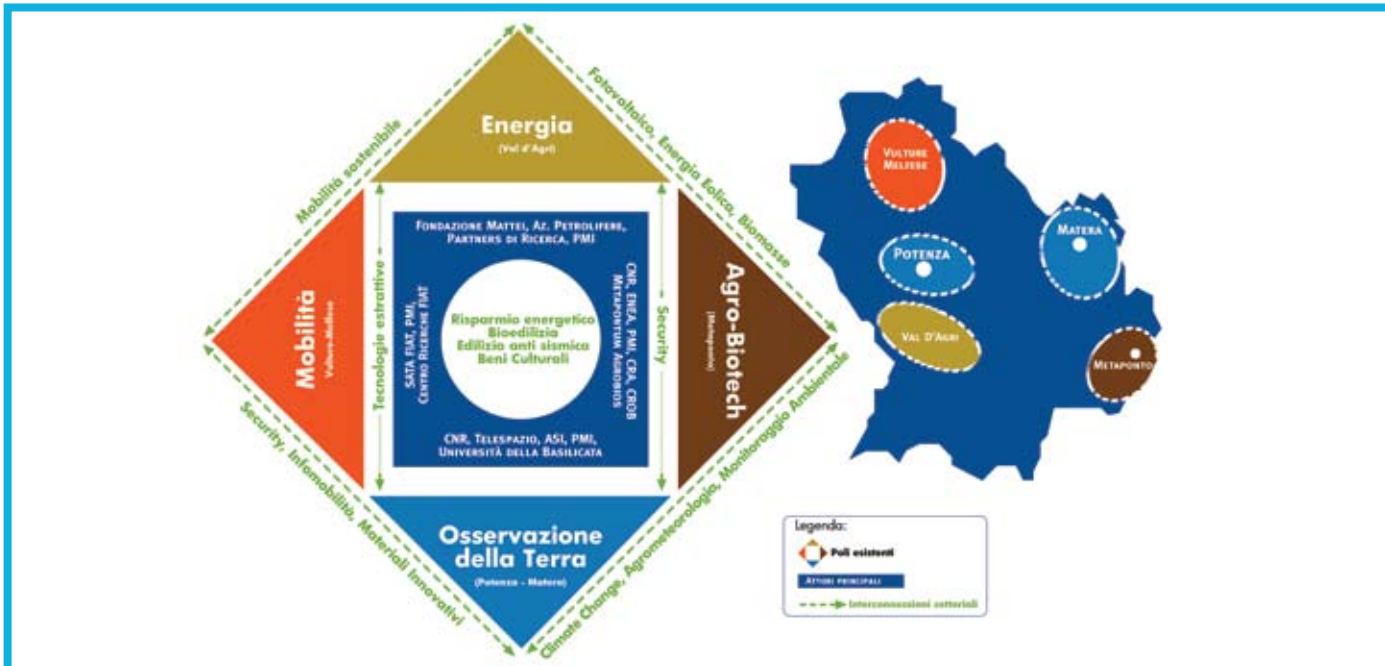 Energia
(Val d'Agri)
Mobilità sostenibile
Fotovoltaico, Energia Eolica, Biomasse
Mobilità
Vulture-Melfese
Tecnologie estrattive
Fondazione Mattei, Az. Petrolifere,
Partners di Ricerca, PMI
SATA FIAT, PMI,
Centro Ricerche FIAT
Risparmio energetico
Bioedilizia
Edilizia anti sismica
Beni Culturali
CNR, ENEA, PMI, CRA, CROB
Metapontum Agrobios
CNR, Telespazio, ASI, PMI,
Università della Basilicata
Security
Agro-Biotech
(Metaponto)
Osservazione
della Terra
(Potenza - Matera)
Security, Infomobilità, Materiali Innovativi
Climate Change, Agrometeorologia, Monitoraggio Ambientale
Vulture
Melfese
Matera
Potenza
Val d'Agri
Metaponto
Legenda:
Poli esistenti
Attori principali
Interconnessioni settoriali